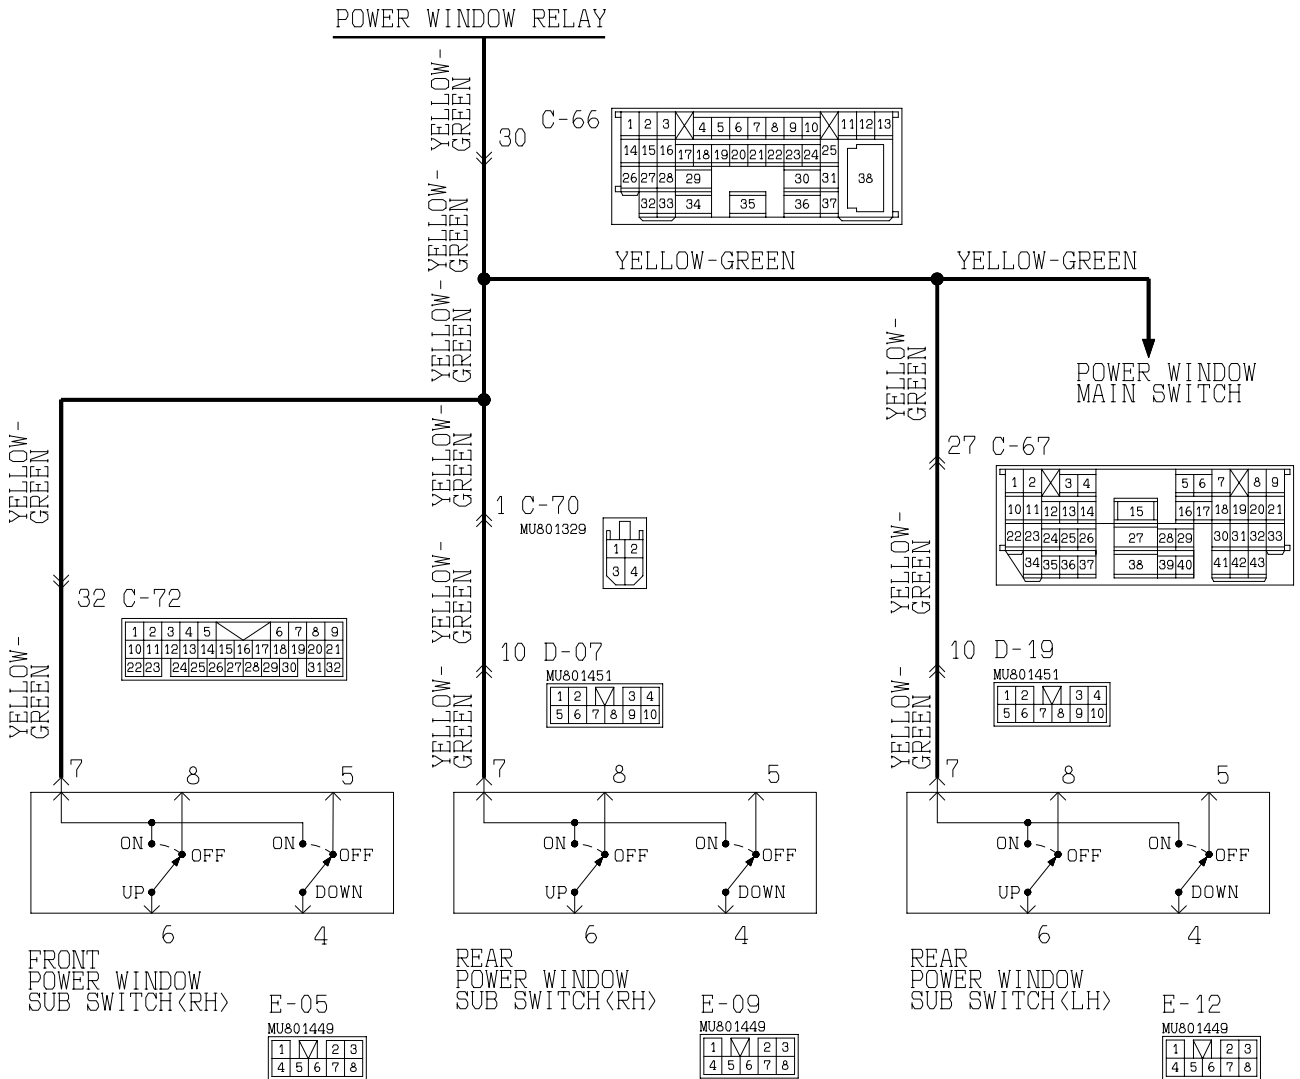 POWER WINDOW RELAY
YELLOW-
GREEN
30
C-66
1 2 3 4 5 6 7 8 9 10 11 12 13
14 15 16 17 18 19 20 21 22 23 24 25
26 27 28 29 30 31 38
32 33 34 35 36 37
YELLOW-
GREEN
YELLOW-GREEN
YELLOW-GREEN
YELLOW-
GREEN
YELLOW-
GREEN
POWER WINDOW
MAIN SWITCH
YELLOW-
GREEN
YELLOW-
GREEN
27 C-67
1 2 3 4 5 6 7 8 9
10 11 12 13 14 15 16 17 18 19 20 21
22 23 24 25 26 27 28 29 30 31 32 33
34 35 36 37 38 39 40 41 42 43
1 C-70
MU801329
1 2
3 4
YELLOW-
GREEN
YELLOW-
GREEN
32 C-72
1 2 3 4 5 6 7 8 9
10 11 12 13 14 15 16 17 18 19 20 21
22 23 24 25 26 27 28 29 30 31 32
YELLOW-
GREEN
10 D-07
MU801451
1 2 3 4
5 6 7 8 9 10
YELLOW-
GREEN
10 D-19
MU801451
1 2 3 4
5 6 7 8 9 10
YELLOW-
GREEN
7 8 5
ON OFF ON OFF
UP DOWN
6 4
FRONT
POWER WINDOW
SUB SWITCH<RH>
E-05
MU801449
1 2 3
4 5 6 7 8
7 8 5
ON OFF ON OFF
UP DOWN
6 4
REAR
POWER WINDOW
SUB SWITCH<RH>
E-09
MU801449
1 2 3
4 5 6 7 8
7 8 5
ON OFF ON OFF
UP DOWN
6 4
REAR
POWER WINDOW
SUB SWITCH<LH>
E-12
MU801449
1 2 3
4 5 6 7 8